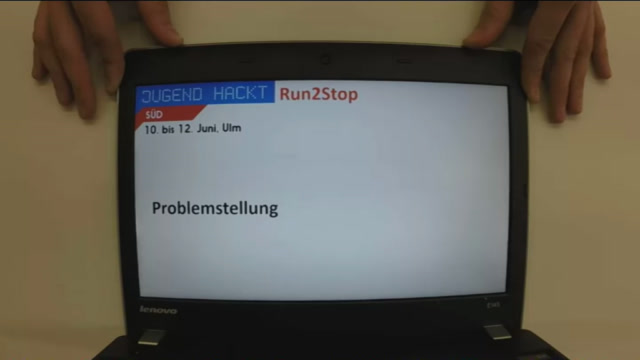 JUGEND HACKT Run2Stop
SÜD
10. bis 12. Juni, Ulm
Problemstellung
lenovo